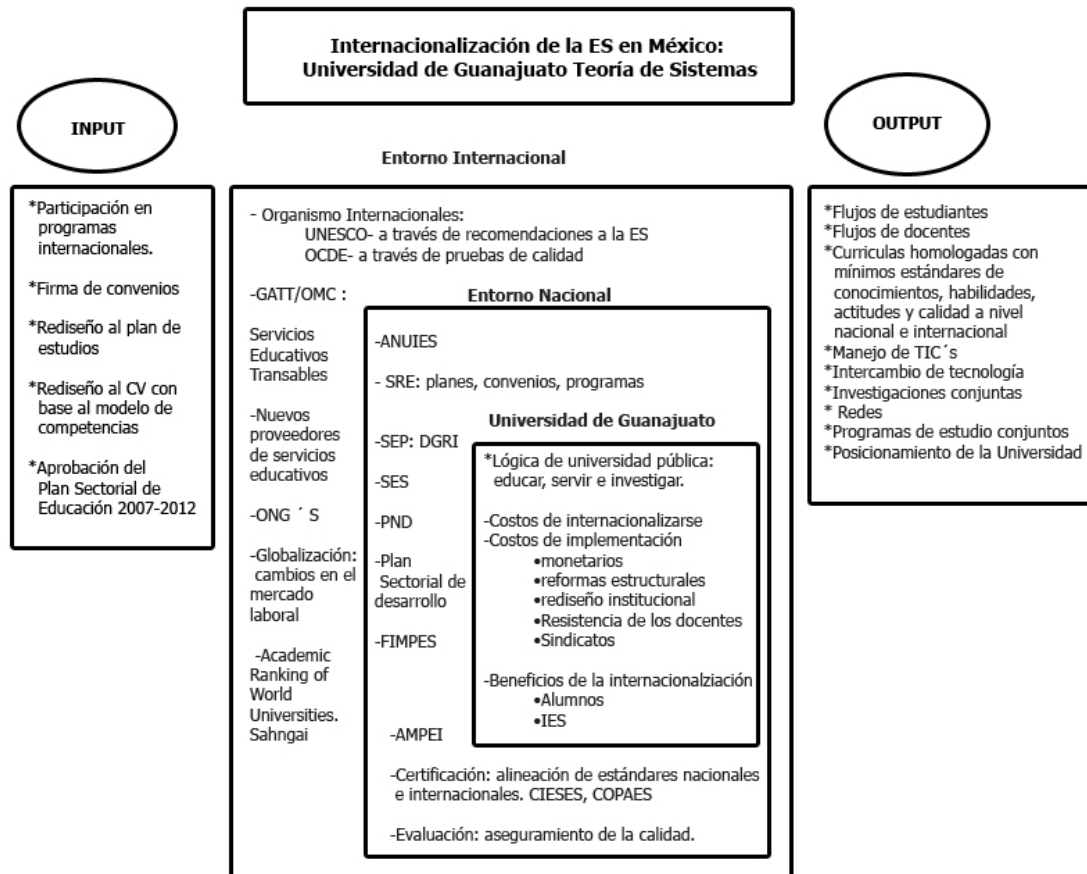 Internacionalización de la ES en México:
Universidad de Guanajuato Teoría de Sistemas
INPUT
*Participación en
programas
internacionales.
*Firma de convenios
*Rediseño al plan de
estudios
*Rediseño al CV con
base al modelo de
competencias
*Aprobación del
Plan Sectorial de
Educación 2007-2012
Entorno Internacional
- Organismo Internacionales:
UNESCO- a través de recomendaciones a la ES
OCDE- a través de pruebas de calidad
-GATT/OMC :
Servicios
Educativos
Transables
-Nuevos
proveedores
de servicios
educativos
-ONG ´ S
-Globalización:
cambios en el
mercado
laboral
-Academic
Ranking of
World
Universities.
Sahngai
Entorno Nacional
-ANUIES
- SRE: planes, convenios, programas
-SEP: DGRI
-SES
-PND
-Plan
Sectorial de
desarrollo
-FIMPES
-AMPEI
-Certificación: alineación de estándares nacionales
e internacionales. CIESES, COPAES
-Evaluación: aseguramiento de la calidad.
Universidad de Guanajuato
*Lógica de universidad pública:
educar, servir e investigar.
-Costos de internacionalizarse
-Costos de implementación
•monetarios
•reformas estructurales
•rediseño institucional
•Resistencia de los docentes
•Sindicatos
-Beneficios de la internacionalziación
•Alumnos
•IES
OUTPUT
*Flujos de estudiantes
*Flujos de docentes
*Curriculas homologadas con
mínimos estándares de
conocimientos, habilidades,
actitudes y calidad a nivel
nacional e internacional
*Manejo de TIC´s
*Intercambio de tecnología
*Investigaciones conjuntas
* Redes
*Programas de estudio conjuntos
*Posicionamiento de la Universidad